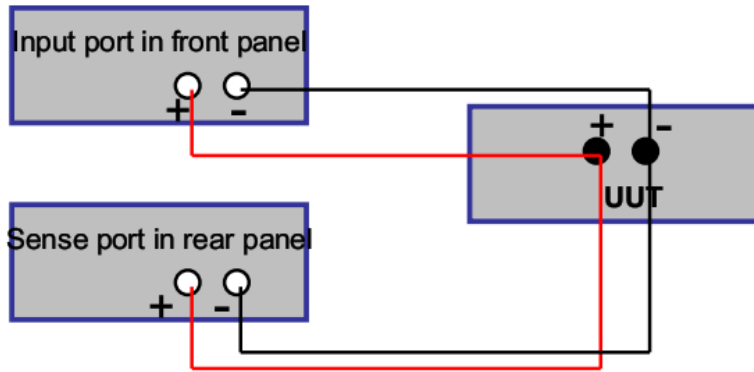 Input port in front panel
+ -
+ -
UUT
Sense port in rear panel
+ -